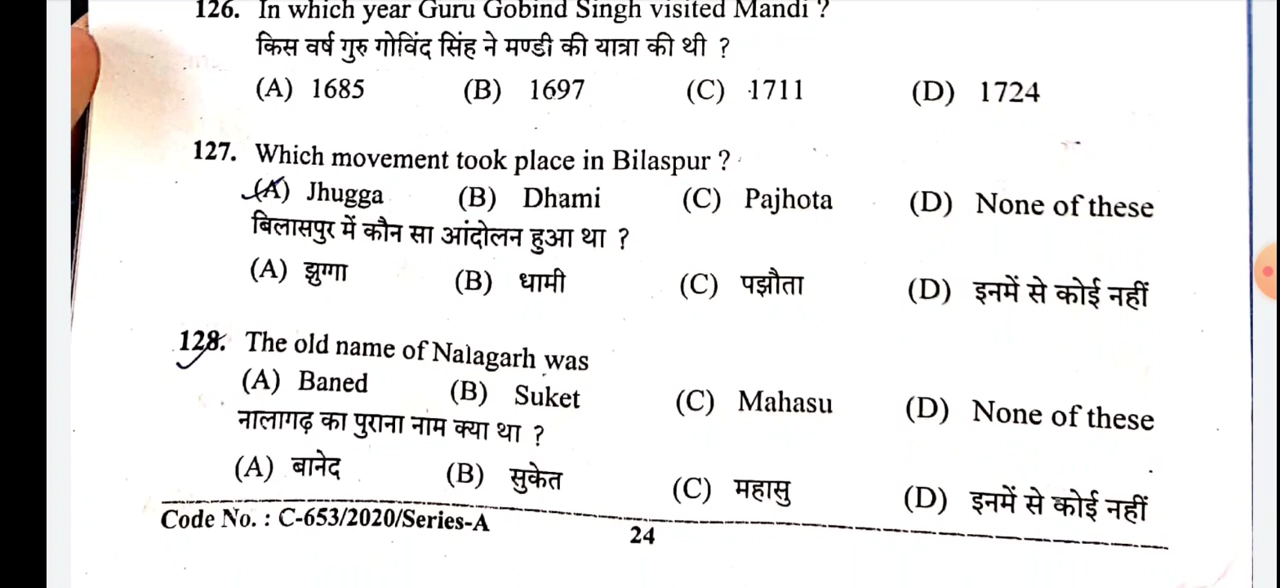 126. In which year Guru Gobind Singh visited Mandi ?
किस वर्ष गुरु गोविंद सिंह ने मण्डी की यात्रा की थी ?
(A) 1685 (B) 1697 (C) 1711 (D) 1724
127. Which movement took place in Bilaspur ?
(A) Jhugga (B) Dhami (C) Pajhota (D) None of these
बिलासपुर में कौन सा आंदोलन हुआ था ?
(A) झुग्गा (B) धामी (C) पझौता (D) इनमें से कोई नहीं
128. The old name of Nalagarh was
(A) Baned (B) Suket (C) Mahasu (D) None of these
नालागढ़ का पुराना नाम क्या था ?
(A) बानेद (B) सुकेत (C) महासु (D) इनमें से कोई नहीं
Code No. : C-653/2020/Series-A
24